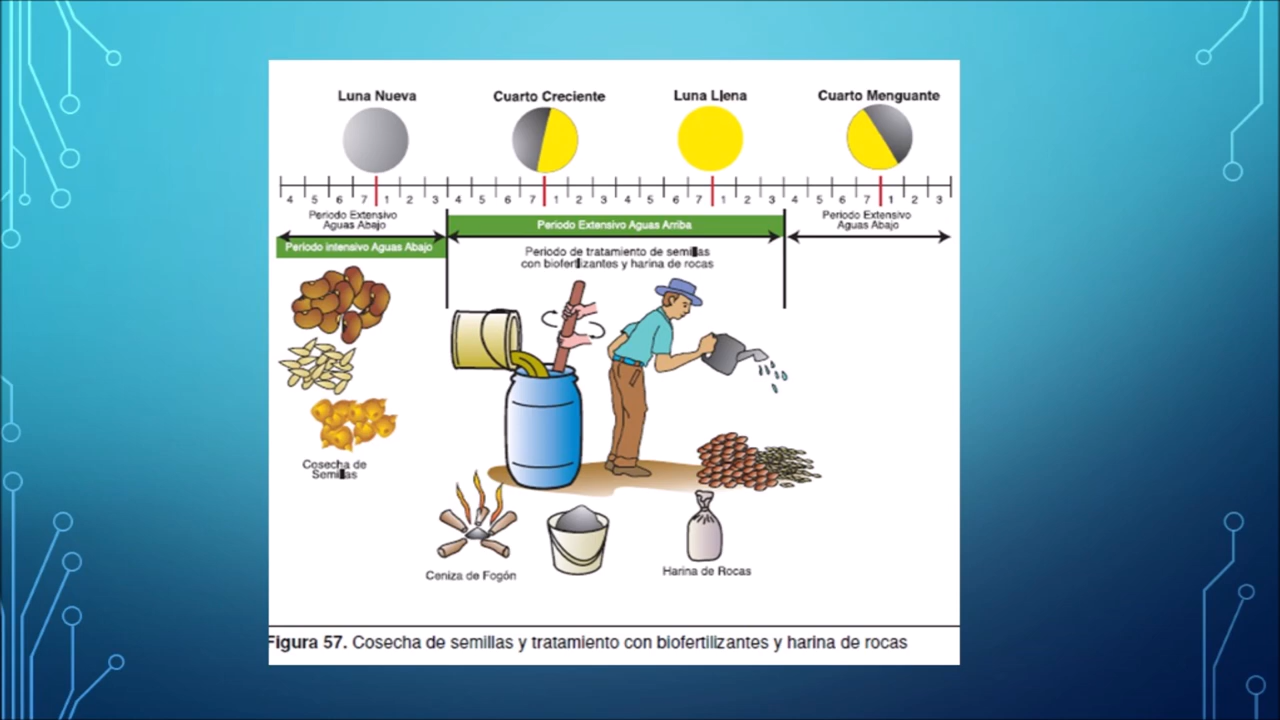 Luna Nueva
Cuarto Creciente
Luna Llena
Cuarto Menguante
4 5 6 7 1 2 3 4 5 6 7 1 2 3 4 5 6 7 1 2 3 4 5 6 7 1 2 3
Periodo Extensivo
Aguas Abajo
Periodo Extensivo Aguas Arriba
Periodo Extensivo
Aguas Abajo
Periodo intensivo Aguas Abajo
Periodo de tratamiento de semillas
con biofertilizantes y harina de rocas
Cosecha de
Semillas
Ceniza de Fogón
Harina de Rocas
Figura 57. Cosecha de semillas y tratamiento con biofertilizantes y harina de rocas